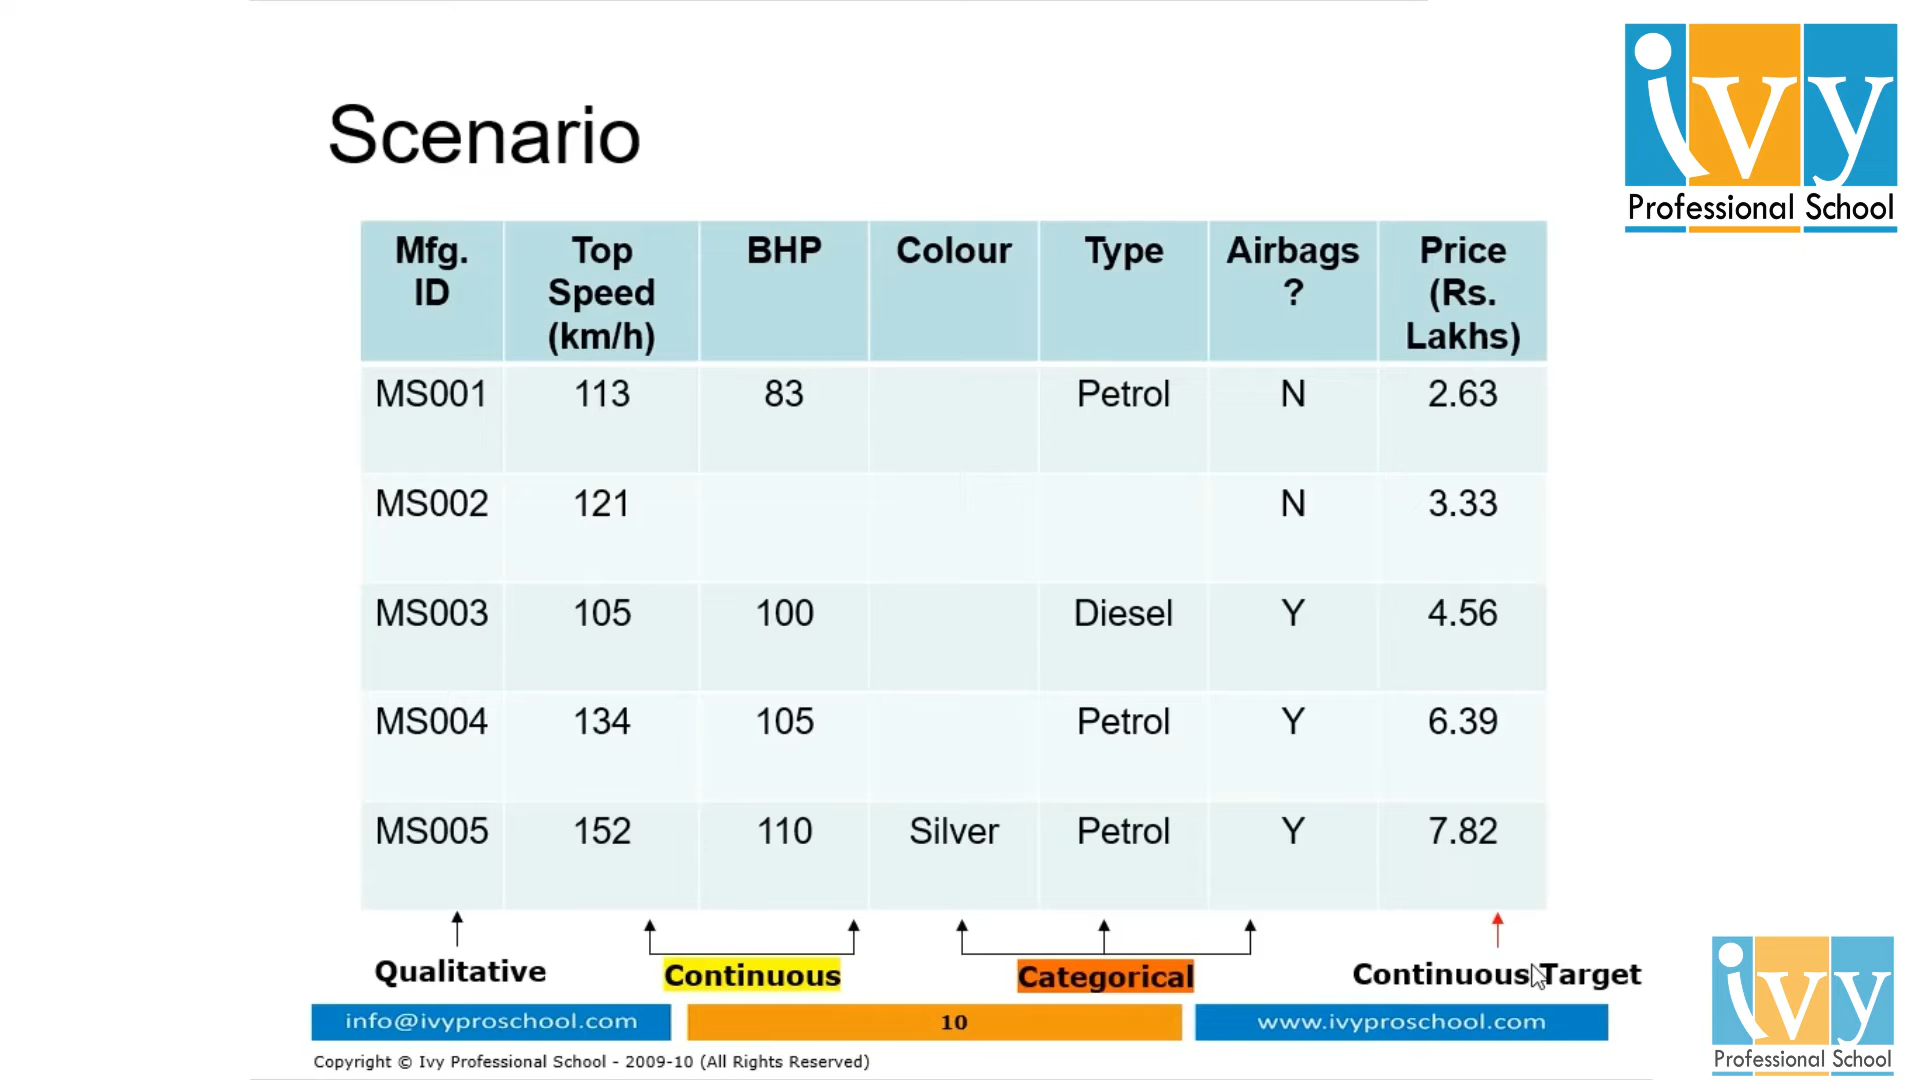 ivy
Professional School
Scenario
Mfg. ID Top Speed (km/h) BHP Colour Type Airbags ? Price (Rs. Lakhs)
MS001 113 83 Petrol N 2.63
MS002 121 N 3.33
MS003 105 100 Diesel Y 4.56
MS004 134 105 Petrol Y 6.39
MS005 152 110 Silver Petrol Y 7.82
Qualitative Continuous Categorical Continuous Target
info@ivyproschool.com 10 www.ivyproschool.com
Copyright © Ivy Professional School - 2009-10 (All Rights Reserved)
ivy
Professional School